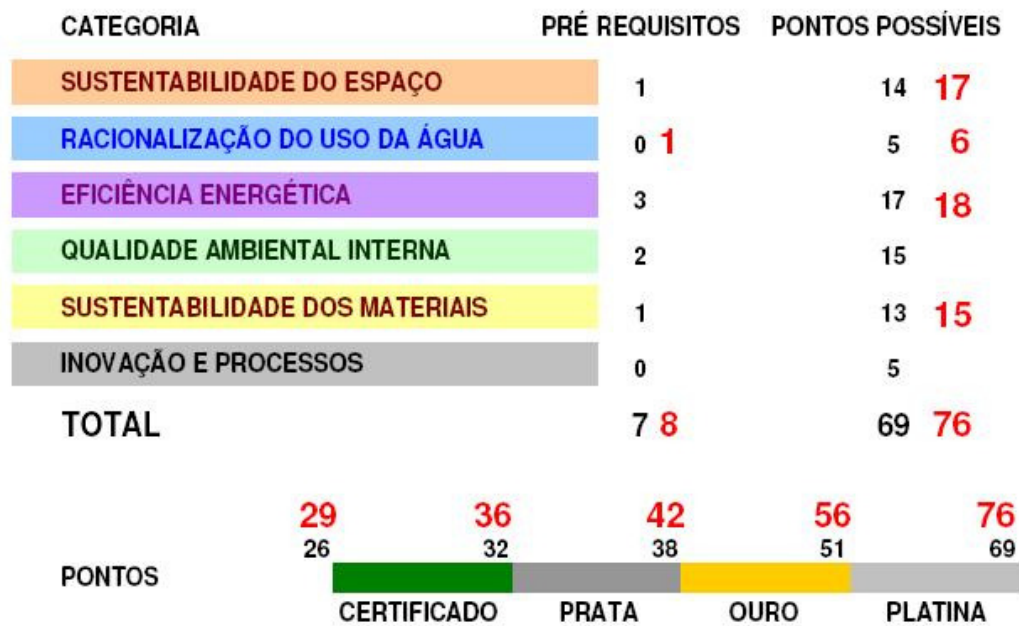 CATEGORIA PRÉ REQUISITOS PONTOS POSSÍVEIS
SUSTENTABILIDADE DO ESPAÇO 1 14 17
RACIONALIZAÇÃO DO USO DA ÁGUA 0 1 5 6
EFICIÊNCIA ENERGÉTICA 3 17 18
QUALIDADE AMBIENTAL INTERNA 2 15
SUSTENTABILIDADE DOS MATERIAIS 1 13 15
INOVAÇÃO E PROCESSOS 0 5
TOTAL 7 8 69 76
29 36 42 56 76
26 32 38 51 69
PONTOS
CERTIFICADO PRATA OURO PLATINA